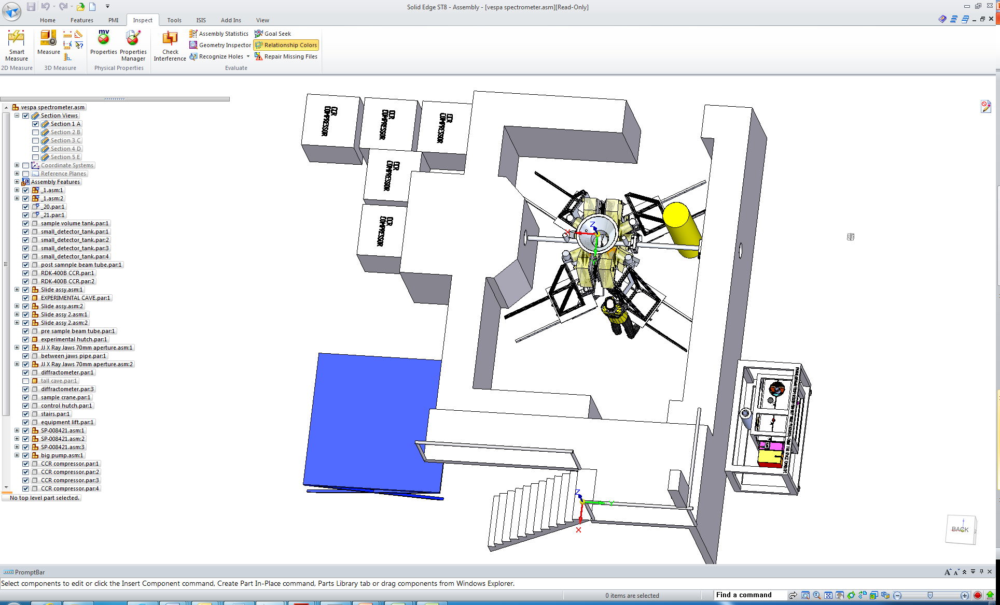 Solid Edge ST8 - Assembly - [vespa spectrometer.asm][Read-Only]
Home Features PMI Inspect Tools ISIS Add Ins View
Smart Measure
2D Measure
Measure
3D Measure
mv
Properties
Properties Manager
Physical Properties
Check Interference
Assembly Statistics
Geometry Inspector
Recognize Holes
Goal Seek
Relationship Colors
Repair Missing Files
Evaluate
vespa spectrometer.asm
Section Views
Section 1 A
Section 2 B
Section 3 C
Section 4 D
Section 5 E
Coordinate Systems
Reference Planes
Assembly Features
_1.asm:1
_1.asm:2
_20.par:1
_21.par:1
sample volume tank.par:1
small_detector_tank.par:1
small_detector_tank.par:2
small_detector_tank.par:3
small_detector_tank.par:4
post samnple beam tube.par:1
RDK-400B CCR.par:1
RDK-400B CCR.par:2
Slide assy.asm:1
EXPERIMENTAL CAVE.par:1
Slide assy.asm:2
Slide assy 2.asm:1
Slide assy 2.asm:2
pre sample beam tube.par:1
experimental hutch.par:1
JJ X Ray Jaws 70mm aperture.asm:1
between jaws pipe.par:1
JJ X Ray Jaws 70mm aperture.asm:2
diffractometer.par:1
tall cave.par:1
diffractometer.par:3
sample crane.par:1
control hutch.par:1
stairs.par:1
equipment lift.par:1
SP-008421.asm:1
SP-008421.asm:2
SP-008421.asm:3
big pump.asm:1
CCR compressor.par:1
CCR compressor.par:2
CCR compressor.par:3
CCR compressor.par:4
No top level part selected.
CCR
COMPRESSOR
CCR
COMPRESSOR
CCR
COMPRESSOR
CCR
COMPRESSOR
CCR
COMPRESSOR
Z
X
Z
Y
X
BACK
PromptBar
Select components to edit or click the Insert Component command, Create Part In-Place command, Parts Library tab or drag components from Windows Explorer.
0 items are selected
Find a command